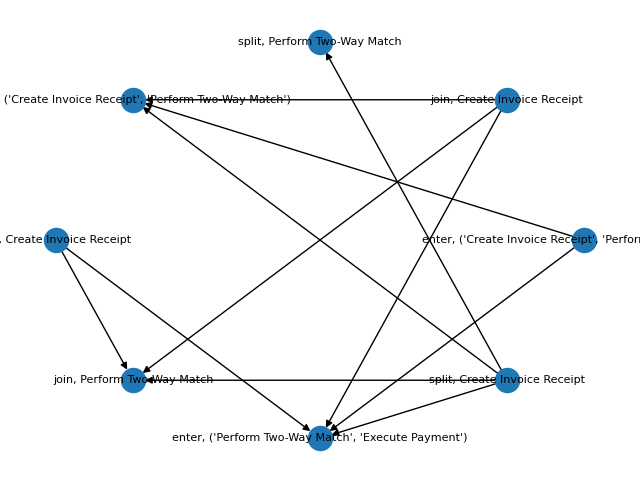 split, Perform Two-Way Match
('Create Invoice Receipt', 'Perform Two-Way Match')
join, Create Invoice Receipt
, Create Invoice Receipt
enter, ('Create Invoice Receipt', 'Perform
join, Perform Two-Way Match
split, Create Invoice Receipt
enter, ('Perform Two-Way Match', 'Execute Payment')